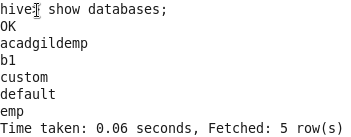 hive> show databases;
OK
acadgildemp
b1
custom
default
emp
Time taken: 0.06 seconds, Fetched: 5 row(s)